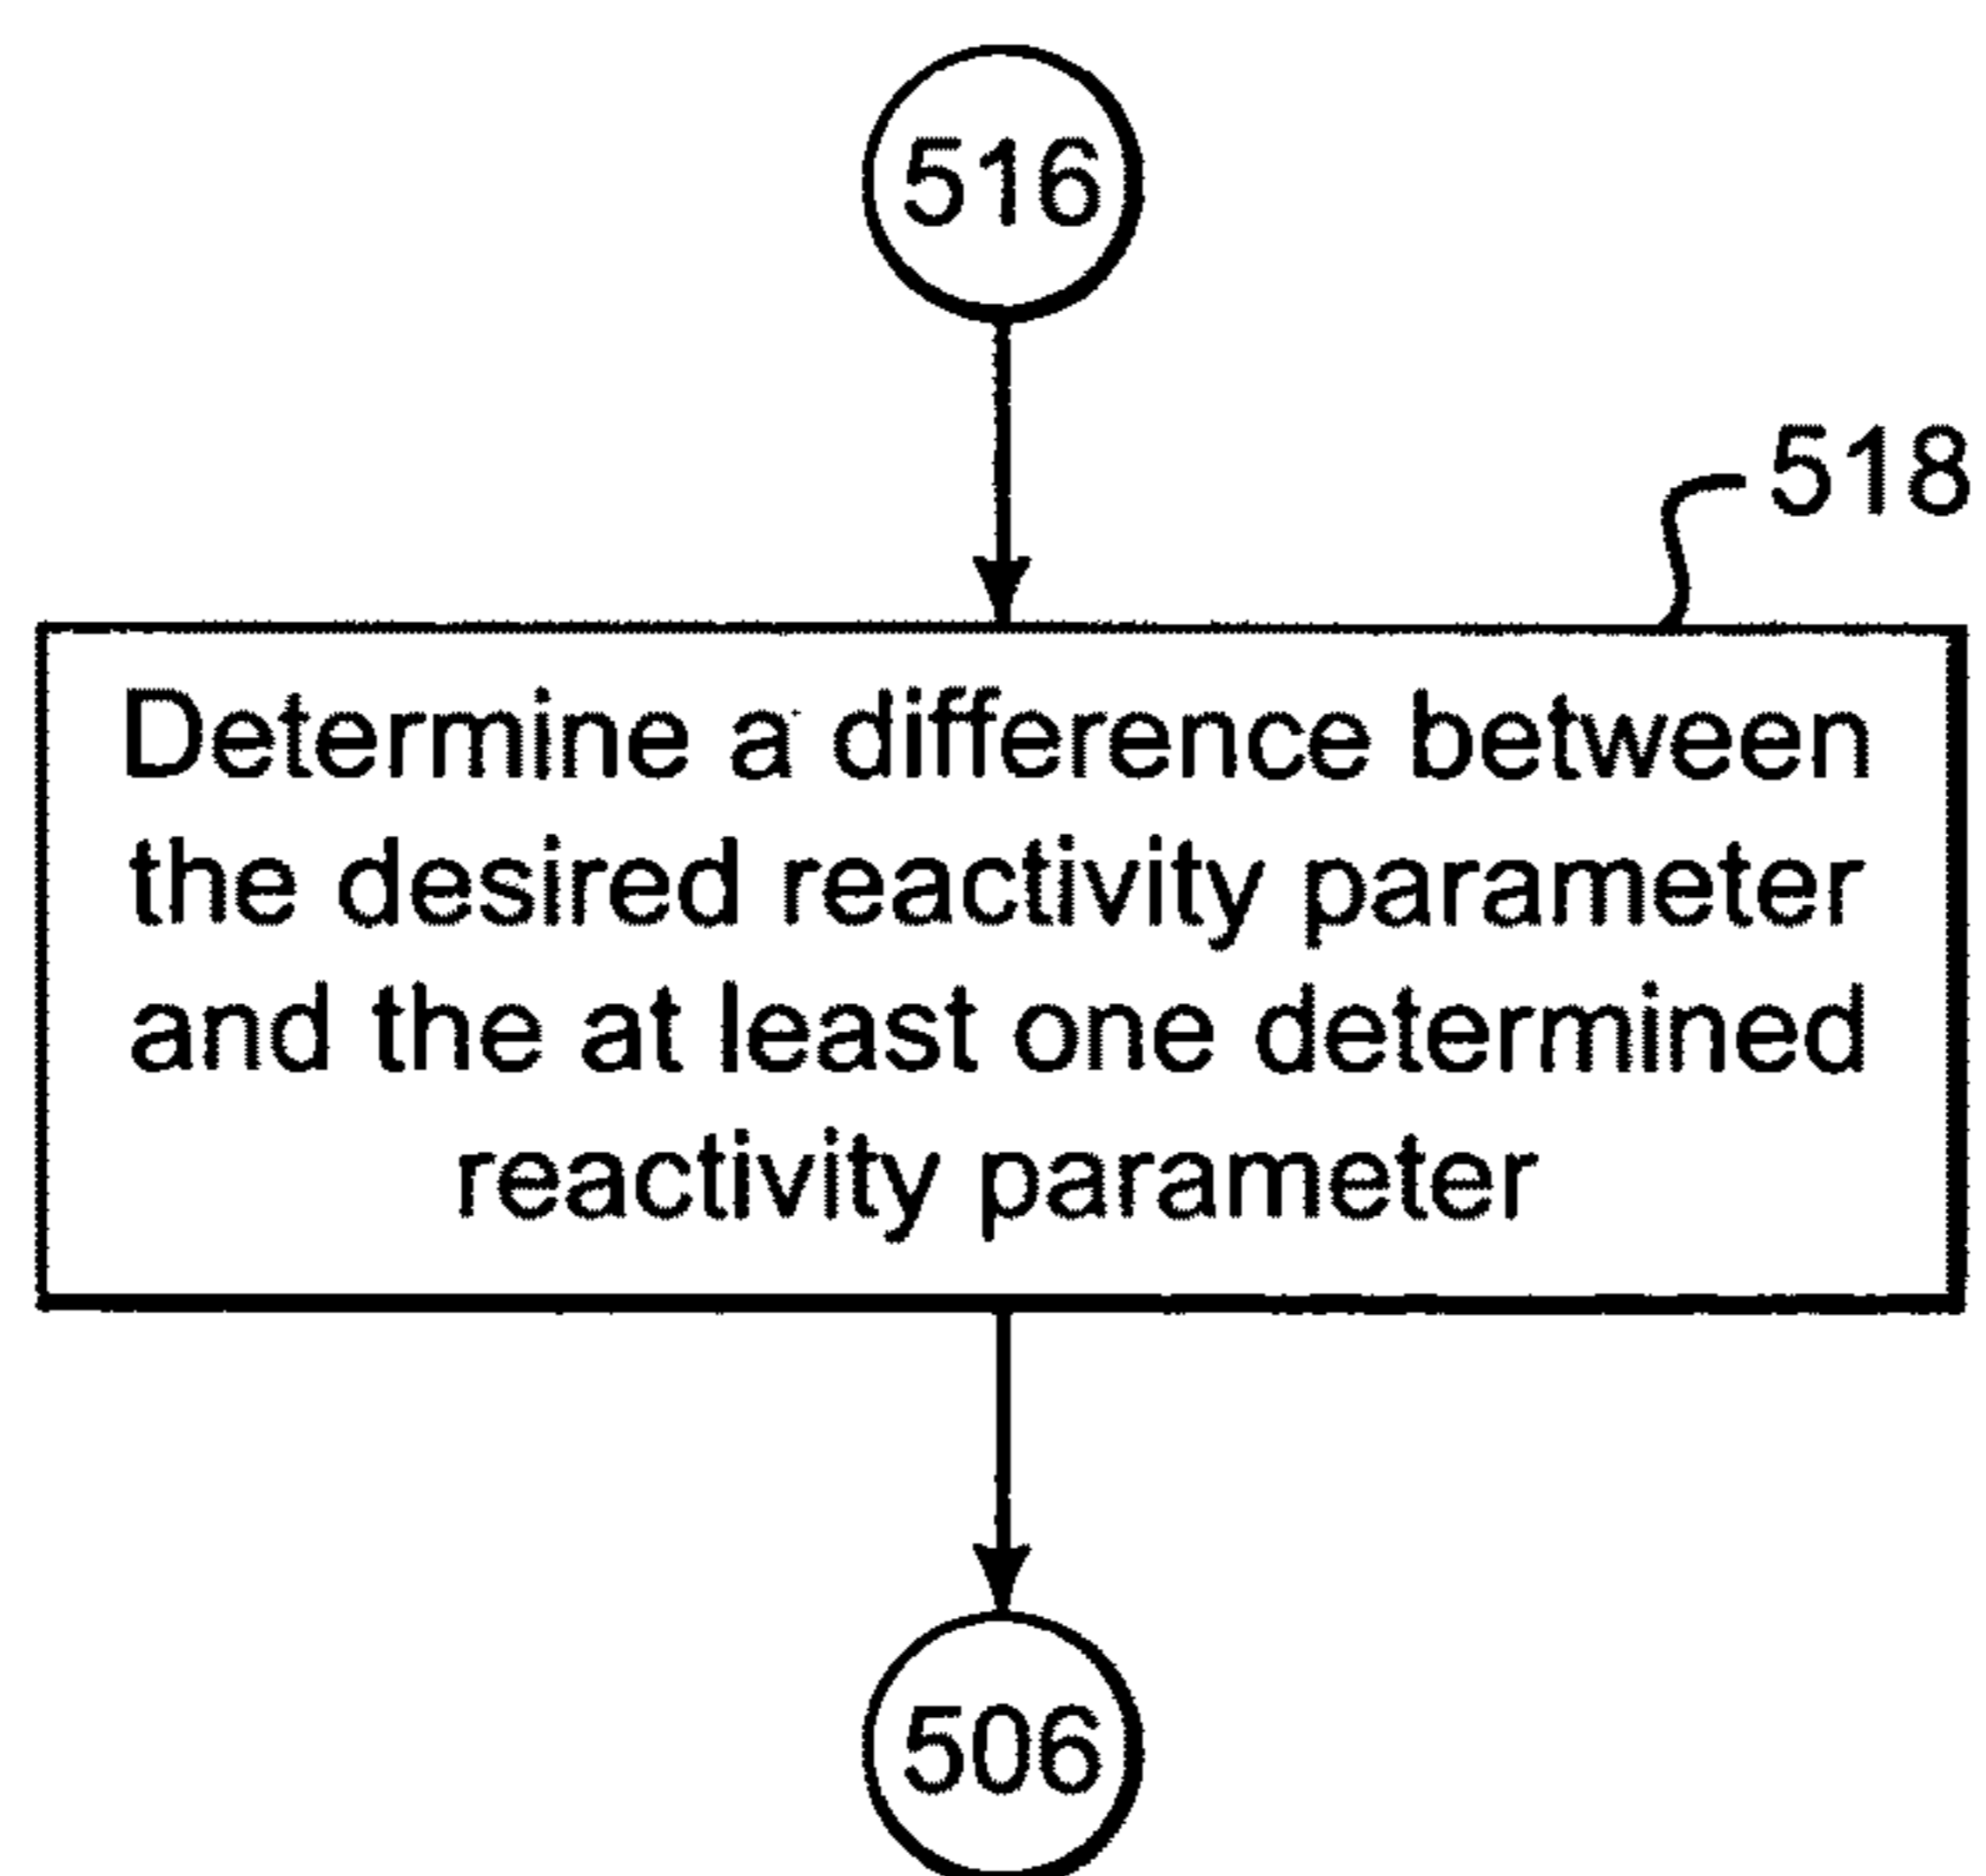 516
518
Determine a difference between
the desired reactivity parameter
and the at least one determined
reactivity parameter
506